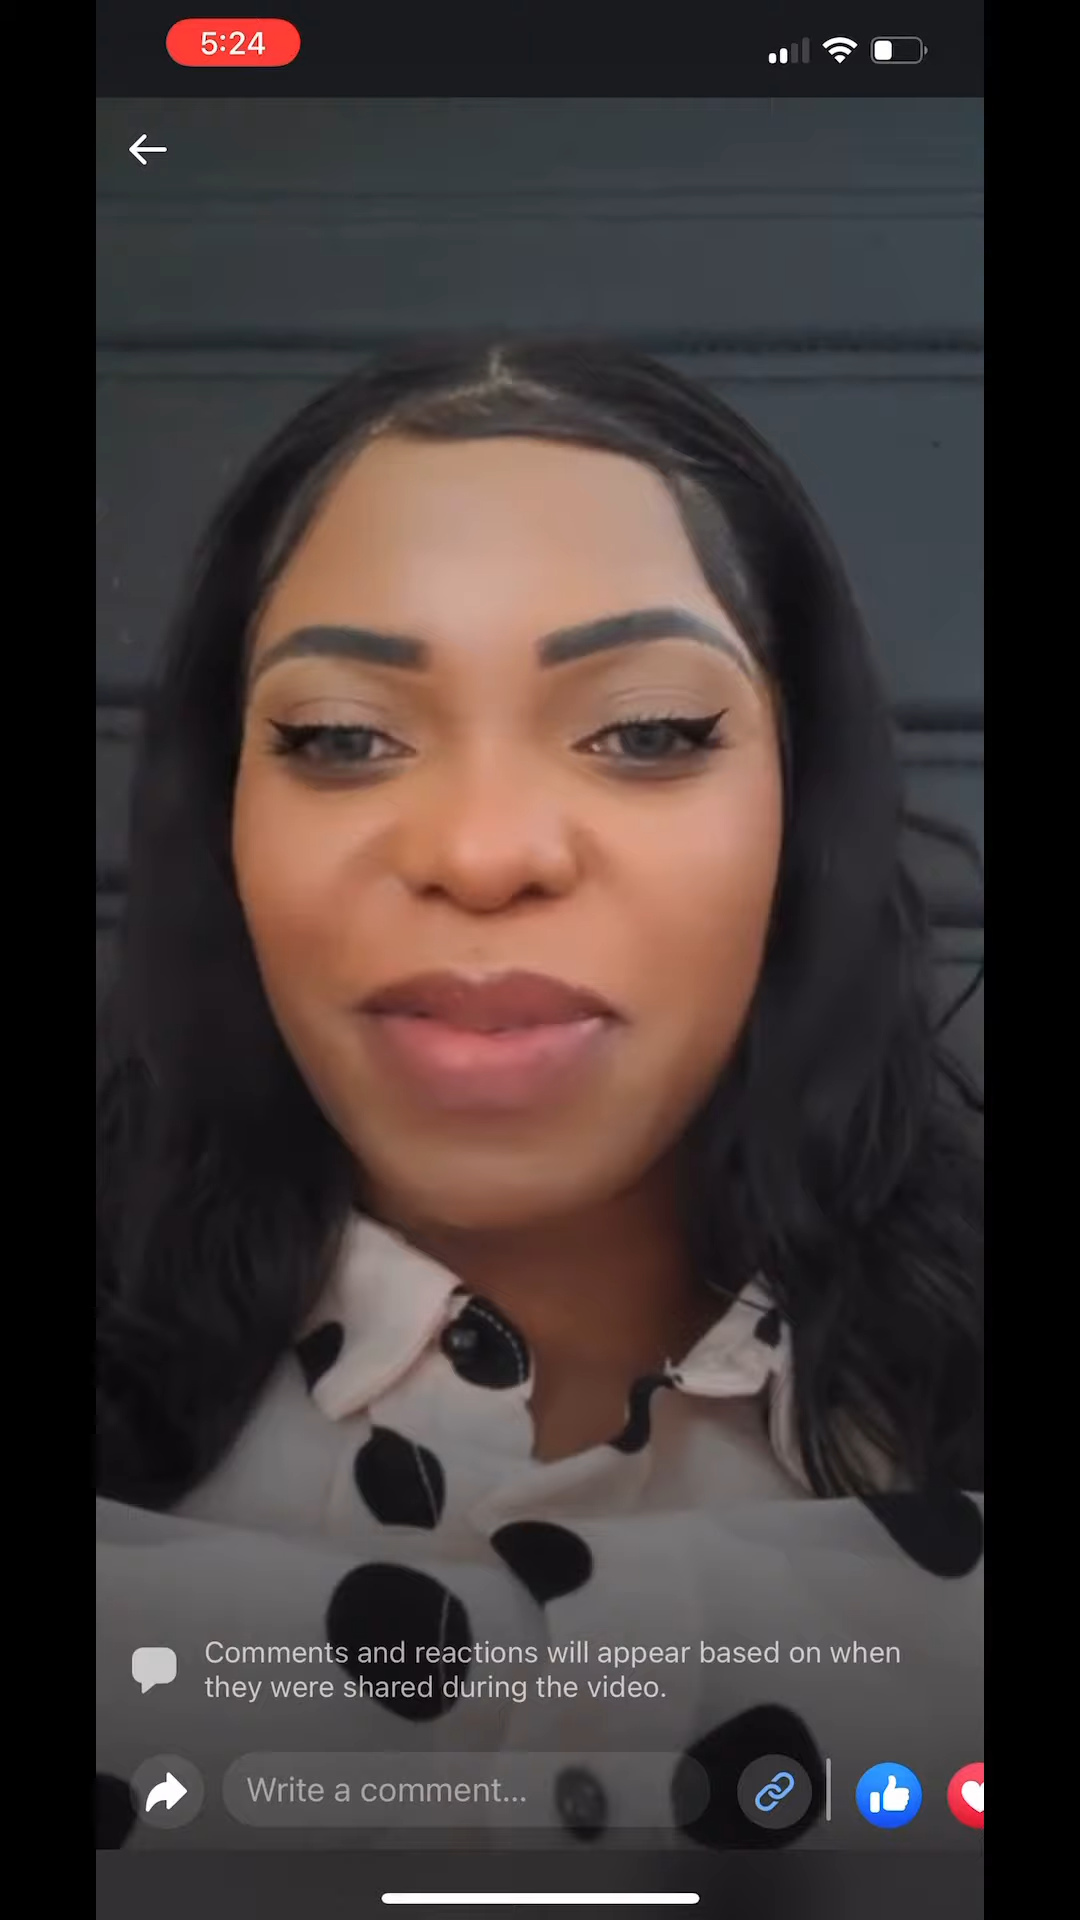 5:24
Comments and reactions will appear based on when
they were shared during the video.
Write a comment...